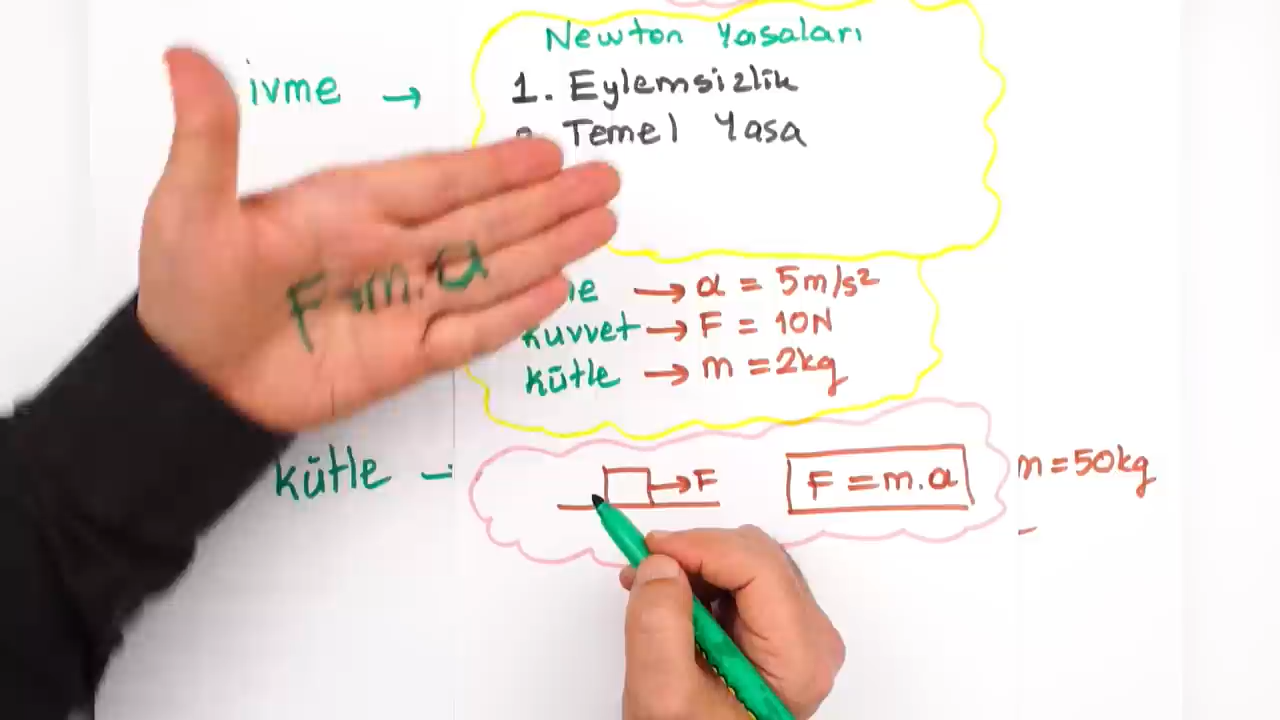 Newton Yasaları
ivme →
1. Eylemsizlik
Temel Yasa
F=m.a
→ a = 5m/s²
kuvvet → F = 10N
kütle → m = 2kg
kütle
→ F
F = m.a
m = 50kg